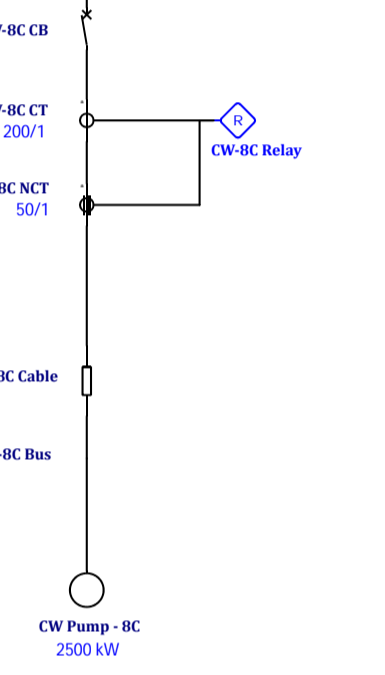 -8C CB
-8C CT
200/1
R
CW-8C Relay
8C NCT
50/1
8C Cable
-8C Bus
CW Pump - 8C
2500 kW